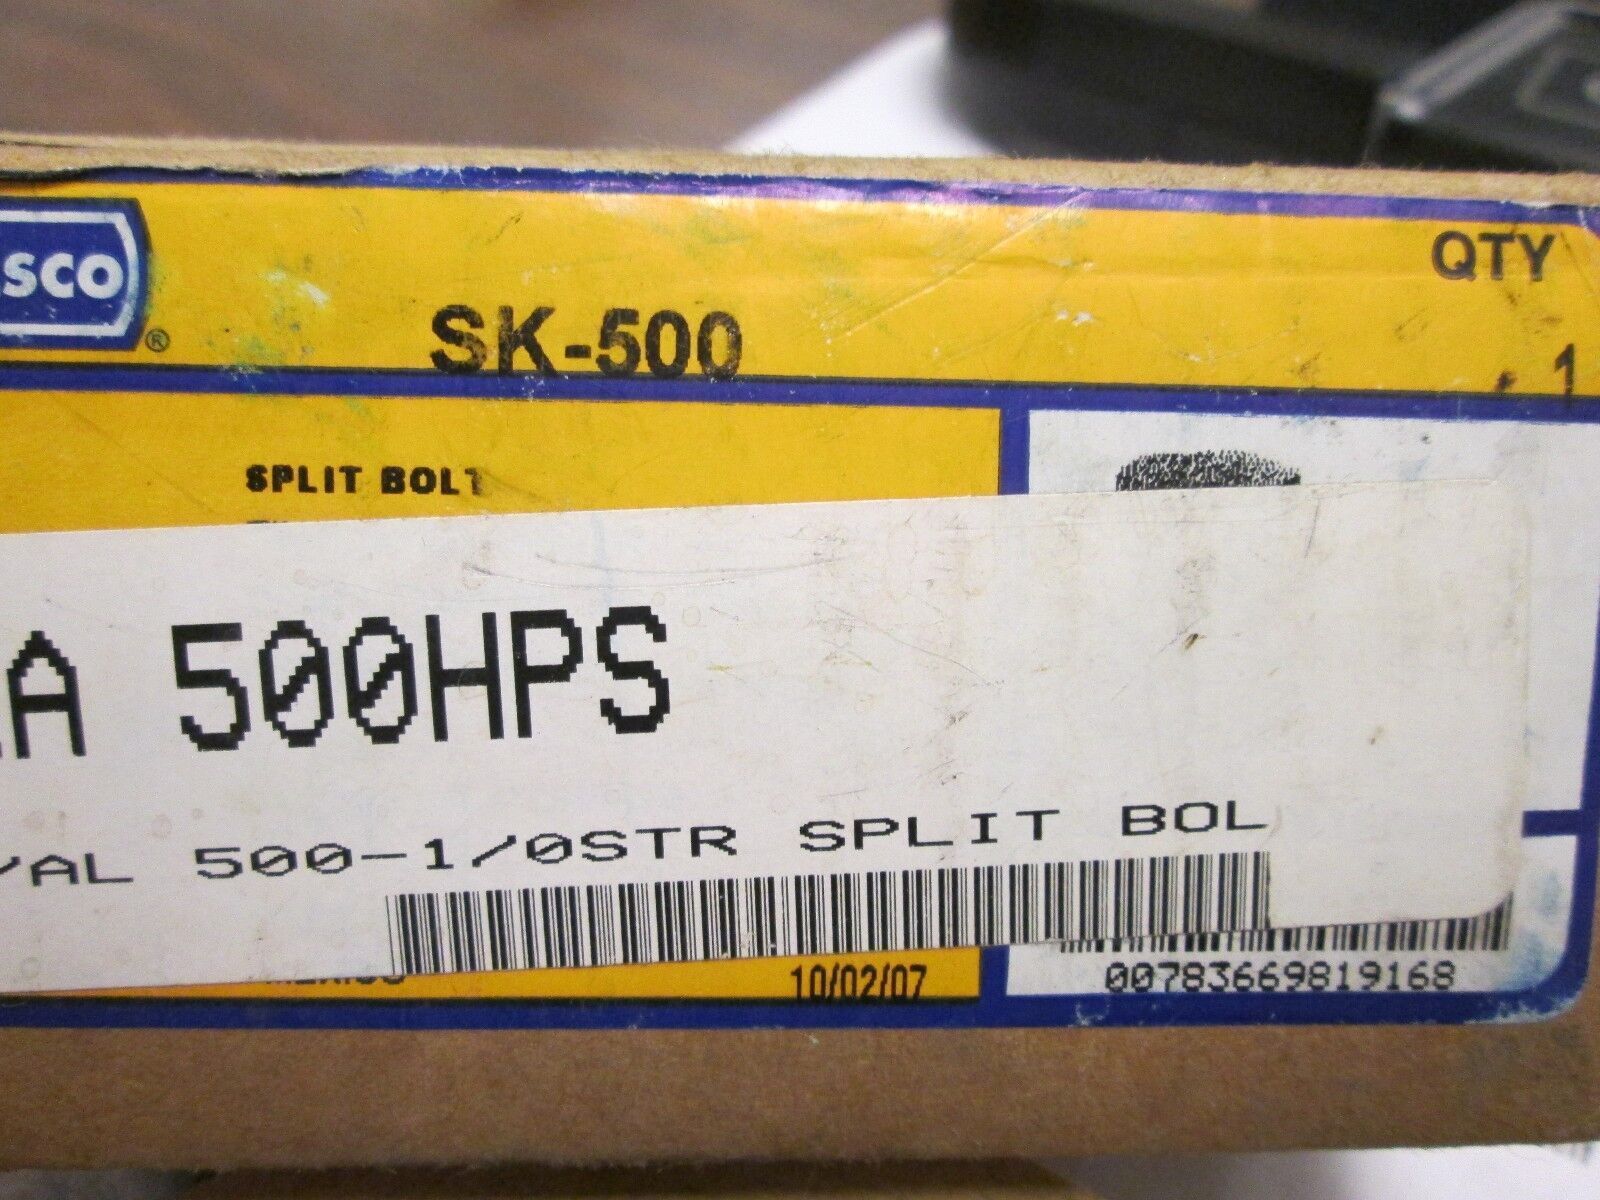 SCO ®
SK-500
QTY
1
SPLIT BOLT
A 500HPS
/AL 500-1/0STR SPLIT BOL
10/02/07
00783669819168